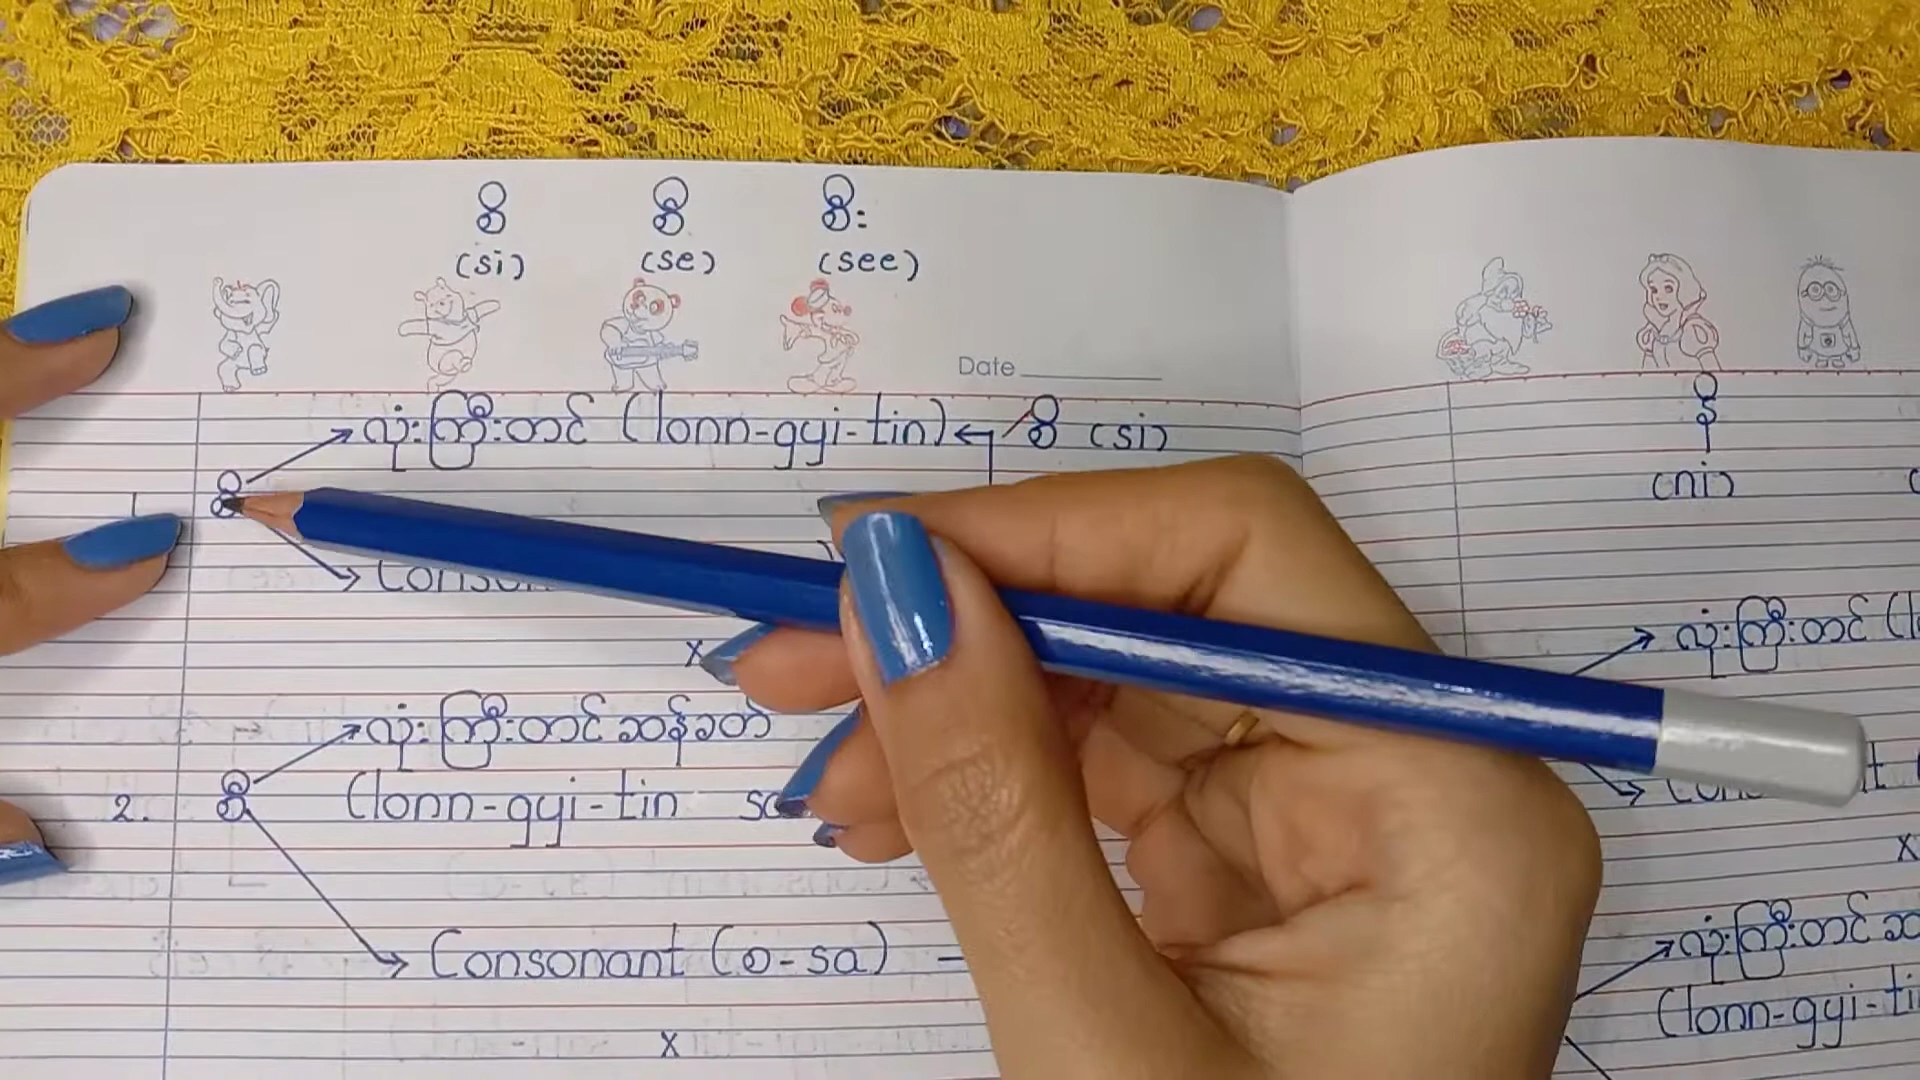 စိ စီ စီး
(si) (se) (see)
Date
လုံးကြီးတင် (lonn-gyi-tin) ← စိ (si)
စိ
လုံးကြီးတင်ဆန်ခတ်
2. စီ (lonn-gyi-tin
Consonant (စ-sa) –
x
နိ
(ni)
လုံးကြီးတင်
လုံးကြီးတင်
(lonn-gyi-